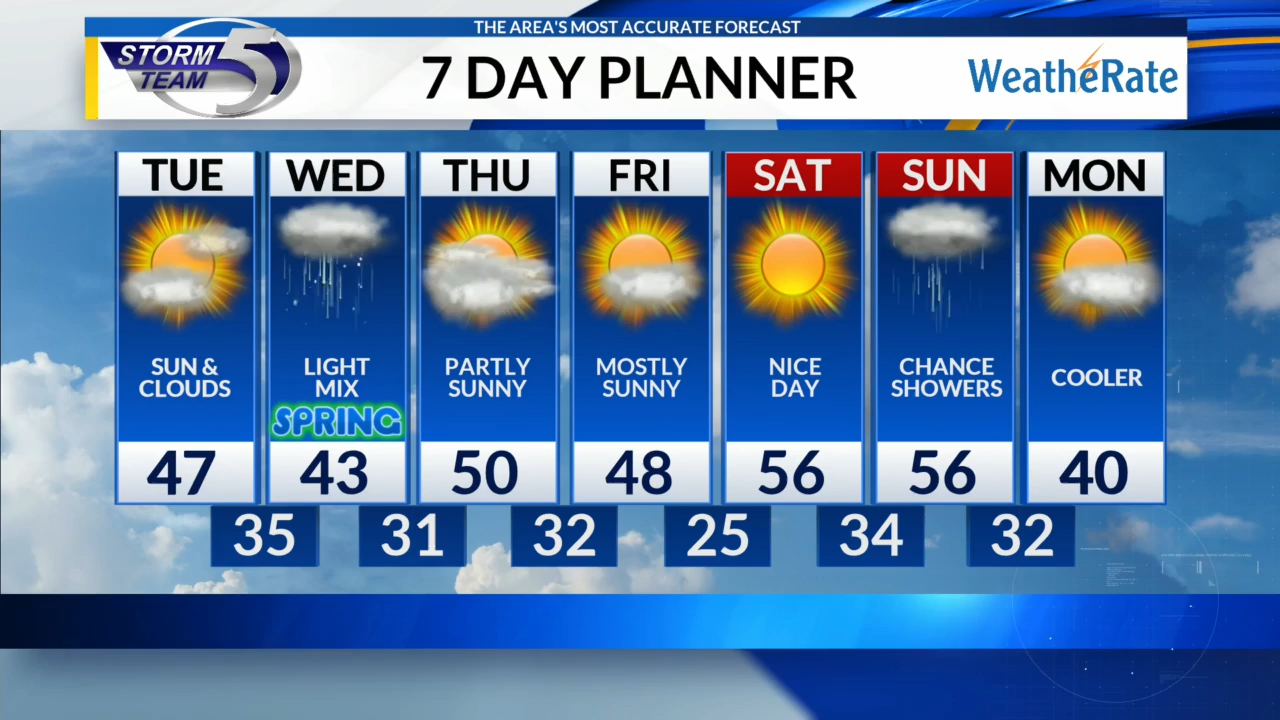 THE AREA'S MOST ACCURATE FORECAST
STORM TEAM 5
7 DAY PLANNER
WeatheRate
TUE WED THU FRI SAT SUN MON
SUN & CLOUDS
LIGHT MIX
SPRING
PARTLY SUNNY
MOSTLY SUNNY
NICE DAY
CHANCE SHOWERS
COOLER
47 43 50 48 56 56 40
35 31 32 25 34 32